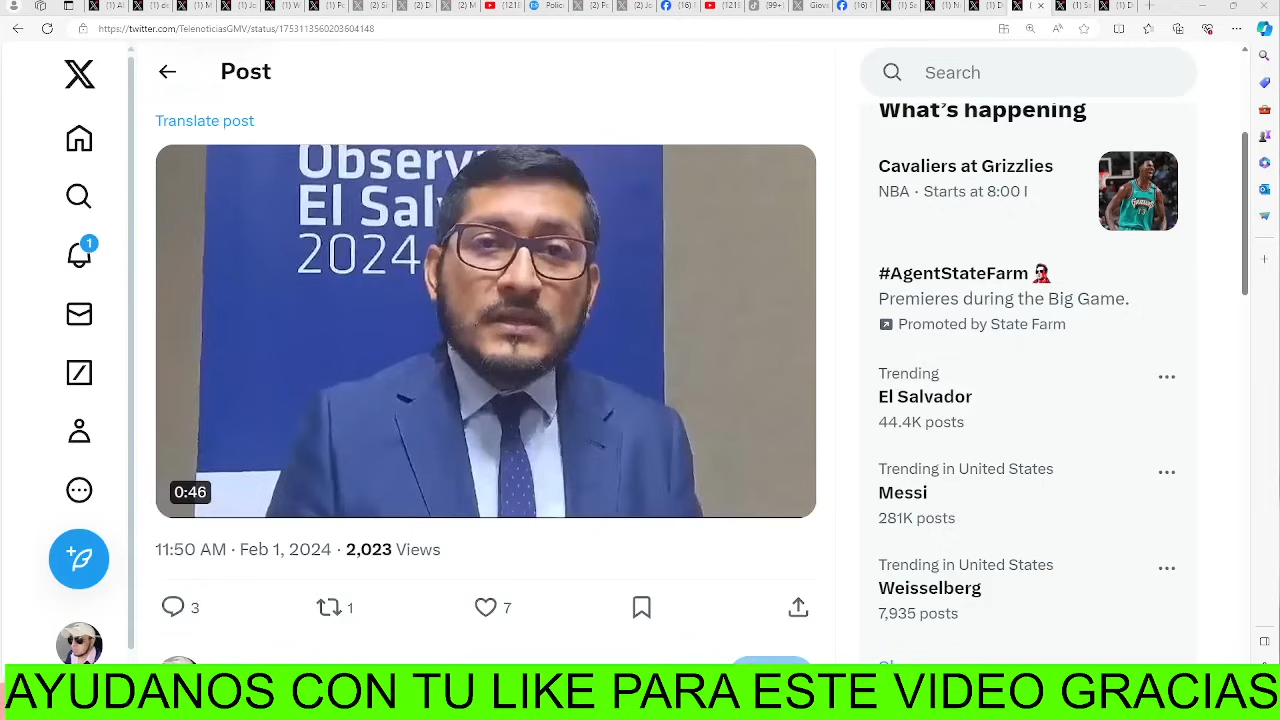 https://twitter.com/TelenoticiasGMV/status/1753113560203604148
Post
Search
Translate post
Observa
El Salv
2024
0:46
11:50 AM · Feb 1, 2024 · 2,023 Views
3
1
7
1
What's happening
Cavaliers at Grizzlies
NBA · Starts at 8:00
#AgentStateFarm
Premieres during the Big Game.
Promoted by State Farm
Trending
El Salvador
44.4K posts
Trending in United States
Messi
281K posts
Trending in United States
Weisselberg
7,935 posts
AYUDANOS CON TU LIKE PARA ESTE VIDEO GRACIAS